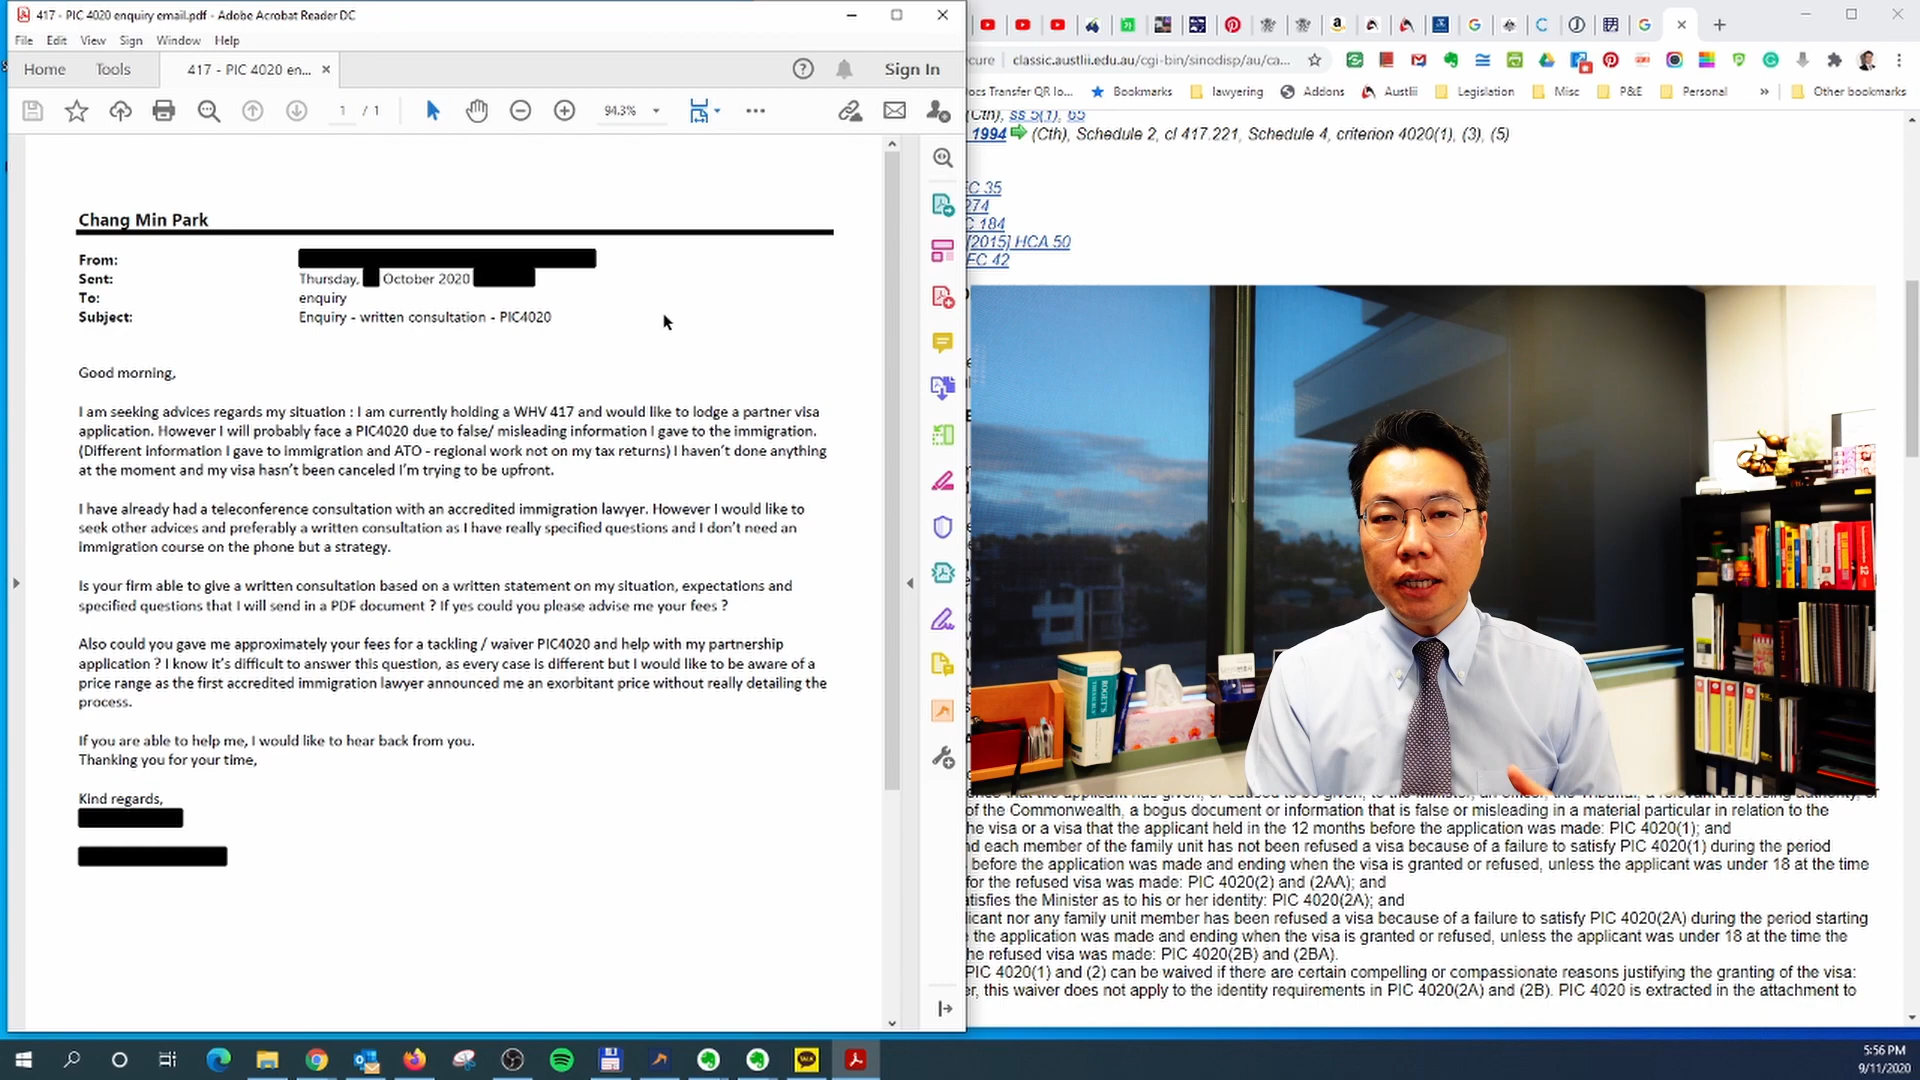 417 - PIC 4020 enquiry email.pdf - Adobe Acrobat Reader DC
File Edit View Sign Window Help
Home Tools 417 - PIC 4020 en... Sign In
1 / 1 94.3%
Chang Min Park
From:
Sent: Thursday, October 2020
To: enquiry
Subject: Enquiry - written consultation - PIC4020
Good morning,
I am seeking advices regards my situation : I am currently holding a WHV 417 and would like to lodge a partner visa
application. However I will probably face a PIC4020 due to false/ misleading information I gave to the immigration.
(Different information I gave to immigration and ATO - regional work not on my tax returns) I haven't done anything
at the moment and my visa hasn't been canceled I'm trying to be upfront.
I have already had a teleconference consultation with an accredited immigration lawyer. However I would like to
seek other advices and preferably a written consultation as I have really specified questions and I don't need an
immigration course on the phone but a strategy.
Is your firm able to give a written consultation based on a written statement on my situation, expectations and
specified questions that I will send in a PDF document ? If yes could you please advise me your fees ?
Also could you gave me approximately your fees for a tackling / waiver PIC4020 and help with my partnership
application ? I know it's difficult to answer this question, as every case is different but I would like to be aware of a
price range as the first accredited immigration lawyer announced me an exorbitant price without really detailing the
process.
If you are able to help me, I would like to hear back from you.
Thanking you for your time,
Kind regards,
ecure classic.austlii.edu.au/cgi-bin/sinodisp/au/ca...
ocs Transfer QR lo... Bookmarks lawyering Addons Austlii Legislation Misc P&E Personal » Other bookmarks
(Cth), ss 5(1), 65
1994 (Cth), Schedule 2, cl 417.221, Schedule 4, criterion 4020(1), (3), (5)
C 35
274
C 184
[2015] HCA 50
EC 42
ROGET'S THESAURUS
of the Commonwealth, a bogus document or information that is false or misleading in a material particular in relation to the
he visa or a visa that the applicant held in the 12 months before the application was made: PIC 4020(1); and
nd each member of the family unit has not been refused a visa because of a failure to satisfy PIC 4020(1) during the period
before the application was made and ending when the visa is granted or refused, unless the applicant was under 18 at the time
for the refused visa was made: PIC 4020(2) and (2AA); and
atisfies the Minister as to his or her identity: PIC 4020(2A); and
licant nor any family unit member has been refused a visa because of a failure to satisfy PIC 4020(2A) during the period starting
the application was made and ending when the visa is granted or refused, unless the applicant was under 18 at the time the
he refused visa was made: PIC 4020(2B) and (2BA).
PIC 4020(1) and (2) can be waived if there are certain compelling or compassionate reasons justifying the granting of the visa:
er, this waiver does not apply to the identity requirements in PIC 4020(2A) and (2B). PIC 4020 is extracted in the attachment to
TALK
5:56 PM
9/11/2020